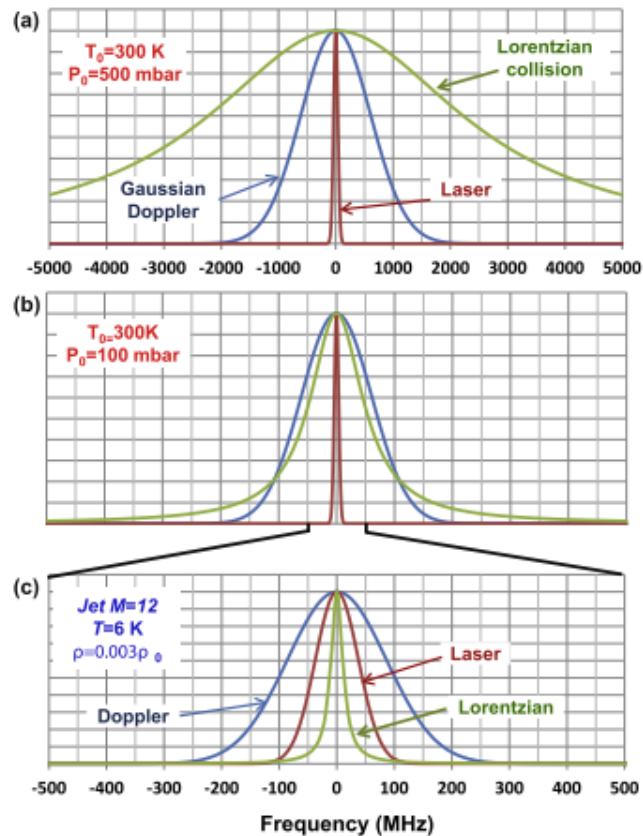 (a)
T₀=300 K
P₀=500 mbar
Lorentzian
collision
Gaussian
Doppler
Laser
-5000 -4000 -3000 -2000 -1000 0 1000 2000 3000 4000 5000
(b)
T₀₌300K
P₀=100 mbar
(c)
Jet M=12
T=6 K
ρ=0.003ρ ₀
Laser
Doppler
Lorentzian
-500 -400 -300 -200 -100 0 100 200 300 400 500
Frequency (MHz)